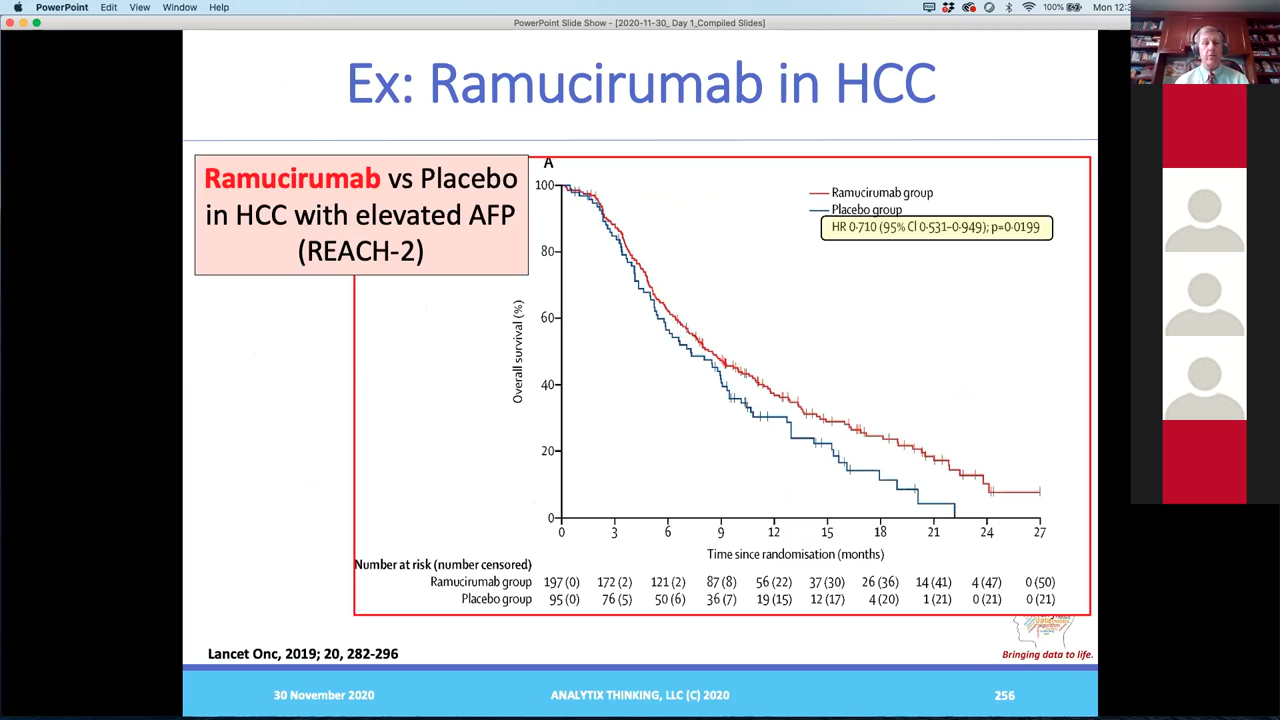 PowerPoint Edit View Window Help
100% Mon 12:3
PowerPoint Slide Show - [2020-11-30_ Day 1_Compiled Slides]
Ex: Ramucirumab in HCC
Ramucirumab vs Placebo
in HCC with elevated AFP
(REACH-2)
A
Ramucirumab group
Placebo group
HR 0·710 (95% CI 0·531–0·949); p=0·0199
Overall survival (%)
100
80
60
40
20
0
0 3 6 9 12 15 18 21 24 27
Time since randomisation (months)
Number at risk (number censored)
Ramucirumab group 197 (0) 172 (2) 121 (2) 87 (8) 56 (22) 37 (30) 26 (36) 14 (41) 4 (47) 0 (50)
Placebo group 95 (0) 76 (5) 50 (6) 36 (7) 19 (15) 12 (17) 4 (20) 1 (21) 0 (21) 0 (21)
Bringing data to life.
Lancet Onc, 2019; 20, 282-296
30 November 2020 ANALYTIX THINKING, LLC (C) 2020 256